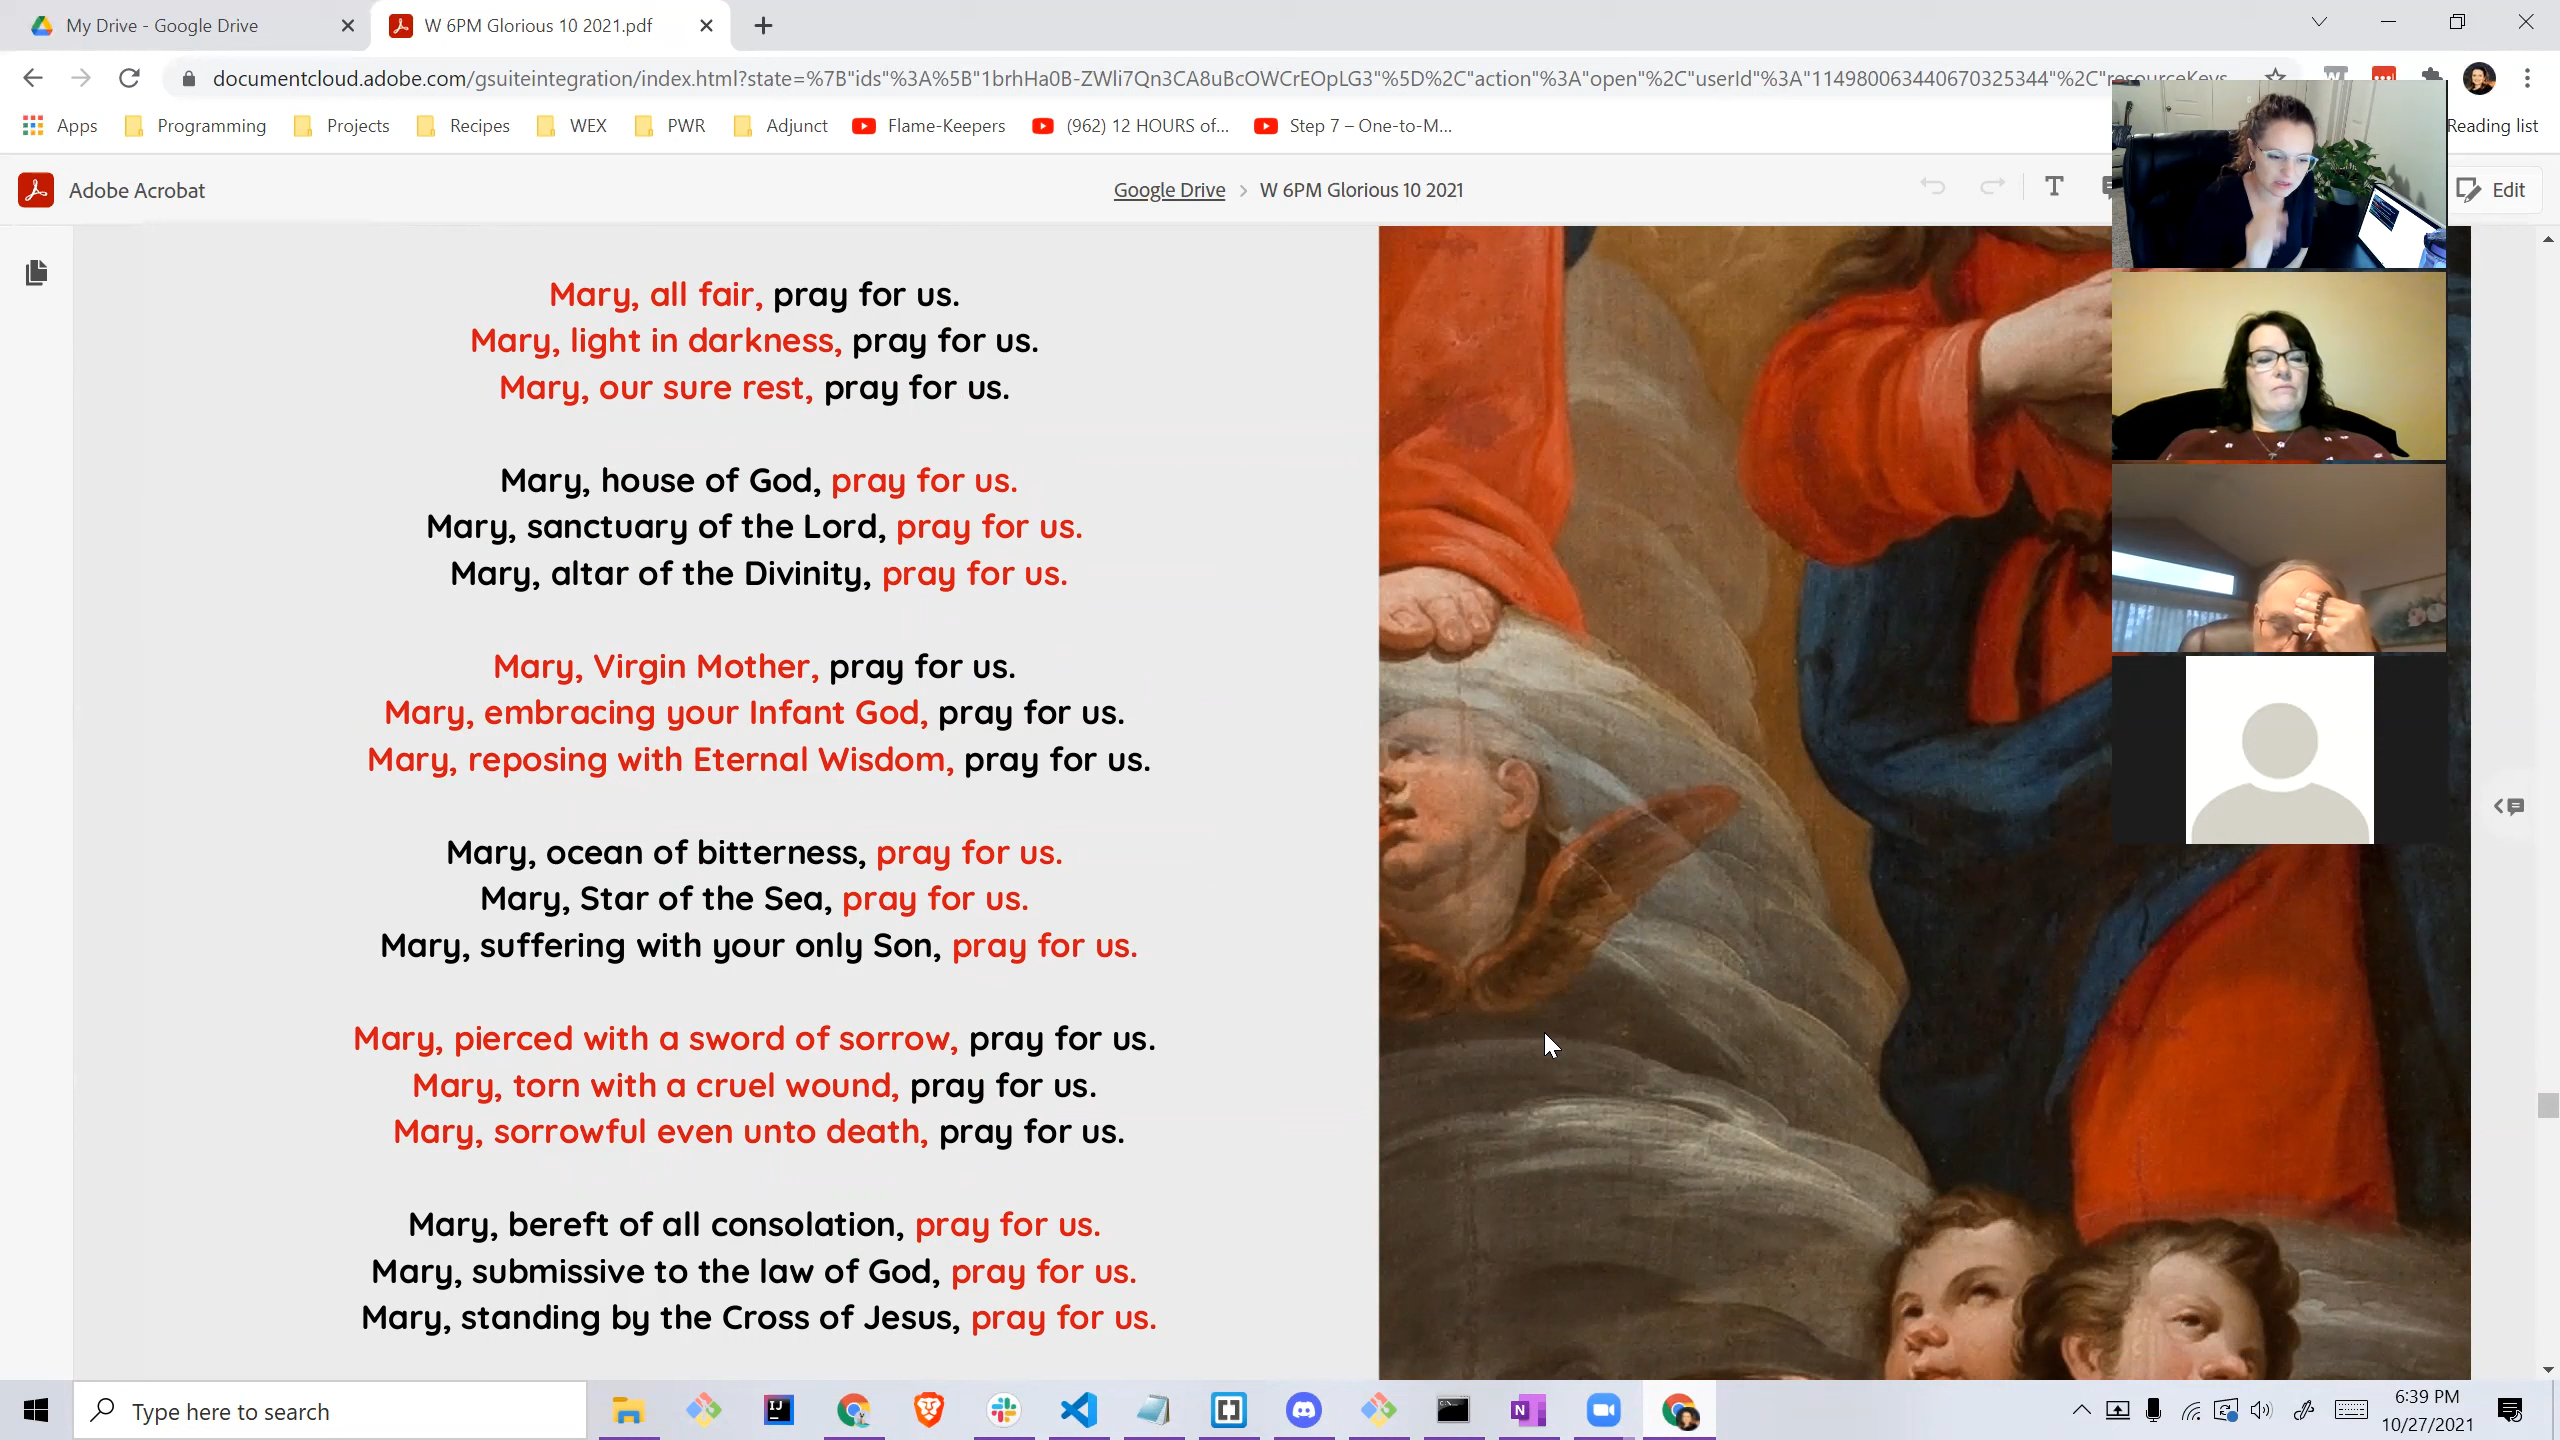 My Drive - Google Drive
W 6PM Glorious 10 2021.pdf
documentcloud.adobe.com/gsuiteintegration/index.html?state=%7B"ids"%3A%5B"1brhHa0B-ZWli7Qn3CA8uBcOWCrEOpLG3"%5D%2C"action"%3A"open"%2C"userId"%3A"114980063440670325344"%2C"resourceKeys
Apps Programming Projects Recipes WEX PWR Adjunct Flame-Keepers (962) 12 HOURS of... Step 7 – One-to-M... Reading list
Adobe Acrobat
Google Drive > W 6PM Glorious 10 2021
Edit
Mary, all fair, pray for us.
Mary, light in darkness, pray for us.
Mary, our sure rest, pray for us.
Mary, house of God, pray for us.
Mary, sanctuary of the Lord, pray for us.
Mary, altar of the Divinity, pray for us.
Mary, Virgin Mother, pray for us.
Mary, embracing your Infant God, pray for us.
Mary, reposing with Eternal Wisdom, pray for us.
Mary, ocean of bitterness, pray for us.
Mary, Star of the Sea, pray for us.
Mary, suffering with your only Son, pray for us.
Mary, pierced with a sword of sorrow, pray for us.
Mary, torn with a cruel wound, pray for us.
Mary, sorrowful even unto death, pray for us.
Mary, bereft of all consolation, pray for us.
Mary, submissive to the law of God, pray for us.
Mary, standing by the Cross of Jesus, pray for us.
Type here to search
6:39 PM
10/27/2021